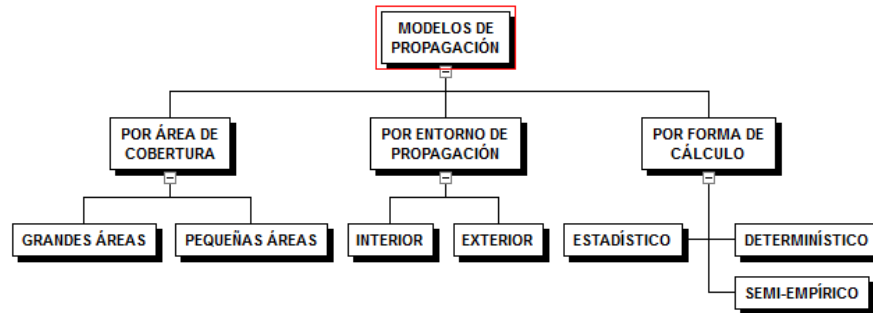 MODELOS DE
PROPAGACIÓN
POR ÁREA DE
COBERTURA
POR ENTORNO DE
PROPAGACIÓN
POR FORMA DE
CÁLCULO
GRANDES ÁREAS
PEQUEÑAS ÁREAS
INTERIOR
EXTERIOR
ESTADÍSTICO
DETERMINÍSTICO
SEMI-EMPÍRICO